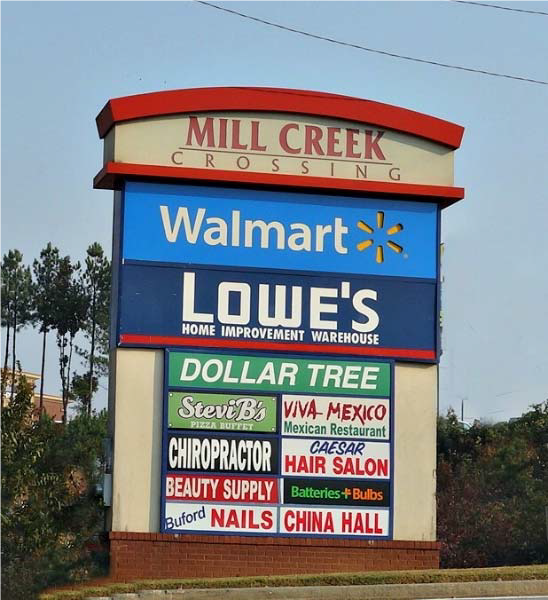 MILL CREEK
CROSSING
Walmart
LOWE'S
HOME IMPROVEMENT WAREHOUSE
DOLLAR TREE
SteviB's
PIZZA BUFFET
VIVA MEXICO
Mexican Restaurant
CHIROPRACTOR
CAESAR
HAIR SALON
BEAUTY SUPPLY
Batteries+Bulbs
Buford NAILS
CHINA HALL